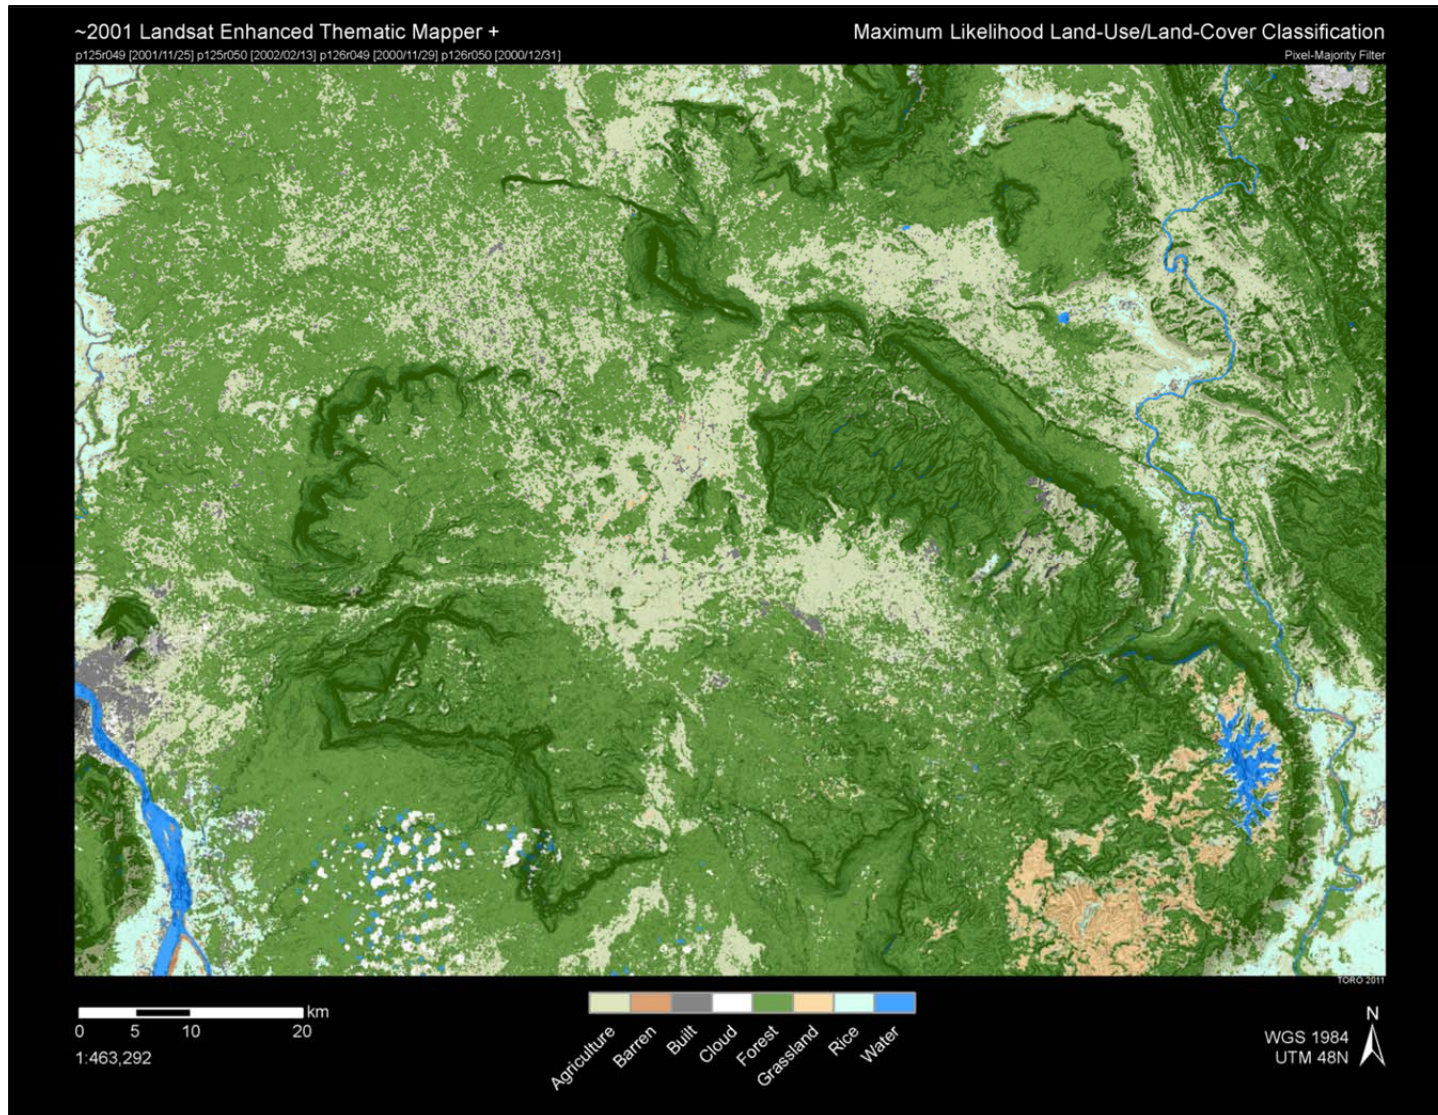 ~2001 Landsat Enhanced Thematic Mapper +
Maximum Likelihood Land-Use/Land-Cover Classification
p125r049 [2001/11/25] p125r050 [2002/02/13] p126r049 [2000/11/29] p126r050 [2000/12/31]
Pixel-Majority Filter
TORO 2011
km
0 5 10 20
1:463,292
Agriculture
Barren
Built
Cloud
Forest
Grassland
Rice
Water
N
WGS 1984
UTM 48N